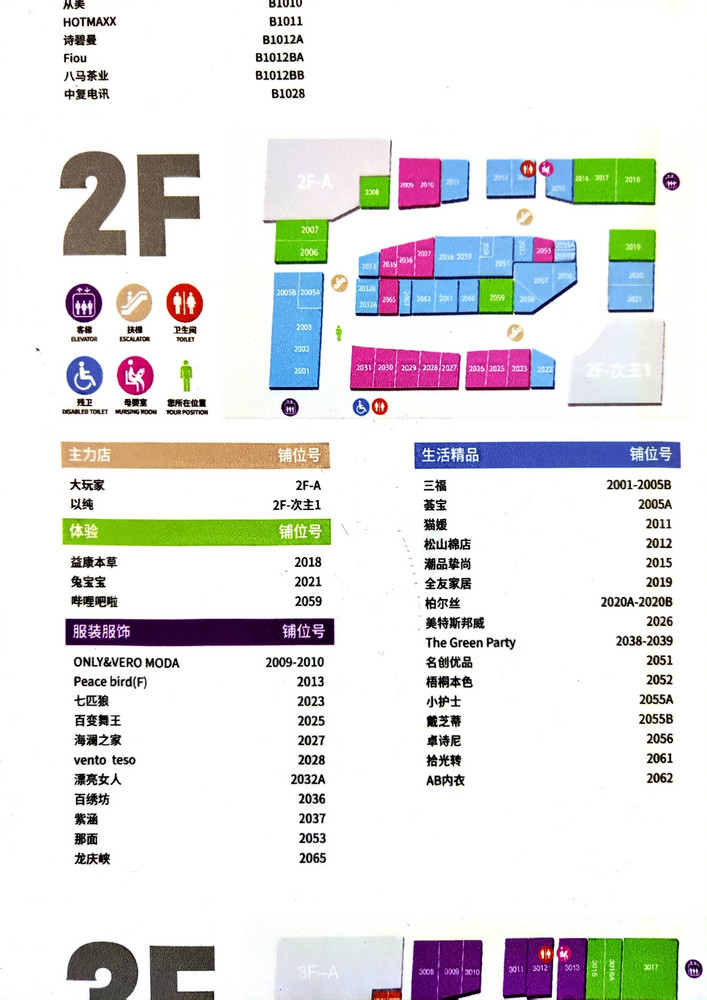 从美 B1010
HOTMAXX B1011
诗碧曼 B1012A
Fiou B1012BA
八马茶业 B1012BB
中复电讯 B1028
2F
客梯 扶梯 卫生间
ELEVATOR ESCALATOR TOILET
残卫 母婴室 您所在位置
DISABLED TOILET NURSING ROOM YOUR POSITION
2F-A
2008
2009 2010 2011
2012
2015 2016 2017 2018
2007
2006
2019
2020
2021
2005B 2005A
2003
2002
2001
2033 2035 2036 2037 2038 2039
2051 2052 2053 2055A
2055B
2056
2057
2032B
2032A
2065 2062 2061 2060 2059 2058
2031 2030 2029 2028 2027
2026 2025 2023 2022
2F-次主1
主力店 铺位号
大玩家 2F-A
以纯 2F-次主1
体验 铺位号
益康本草 2018
兔宝宝 2021
哔哩吧啦 2059
服装服饰 铺位号
ONLY&VERO MODA 2009-2010
Peace bird(F) 2013
七匹狼 2023
百变舞王 2025
海澜之家 2027
vento teso 2028
漂亮女人 2032A
百绣坊 2036
紫涵 2037
那面 2053
龙庆峡 2065
生活精品 铺位号
三福 2001-2005B
荟宝 2005A
猫媛 2011
松山棉店 2012
潮品挚尚 2015
全友家居 2019
柏尔丝 2020A-2020B
美特斯邦威 2026
The Green Party 2038-2039
名创优品 2051
梧桐本色 2052
小护士 2055A
戴芝蒂 2055B
卓诗尼 2056
拾光转 2061
AB内衣 2062
3F
3F-A
3008 3009 3010
3011 3012 3013 3015 3015A 3017